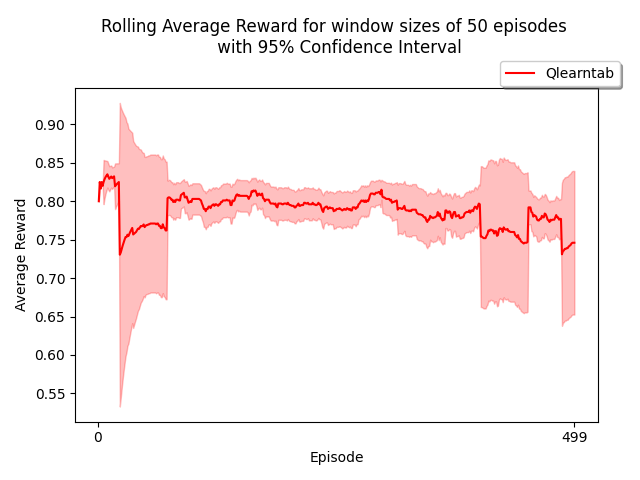 Rolling Average Reward for window sizes of 50 episodes
with 95% Confidence Interval
Qlearntab
0.90
0.85
0.80
0.75
0.70
0.65
0.60
0.55
Average Reward
0
499
Episode